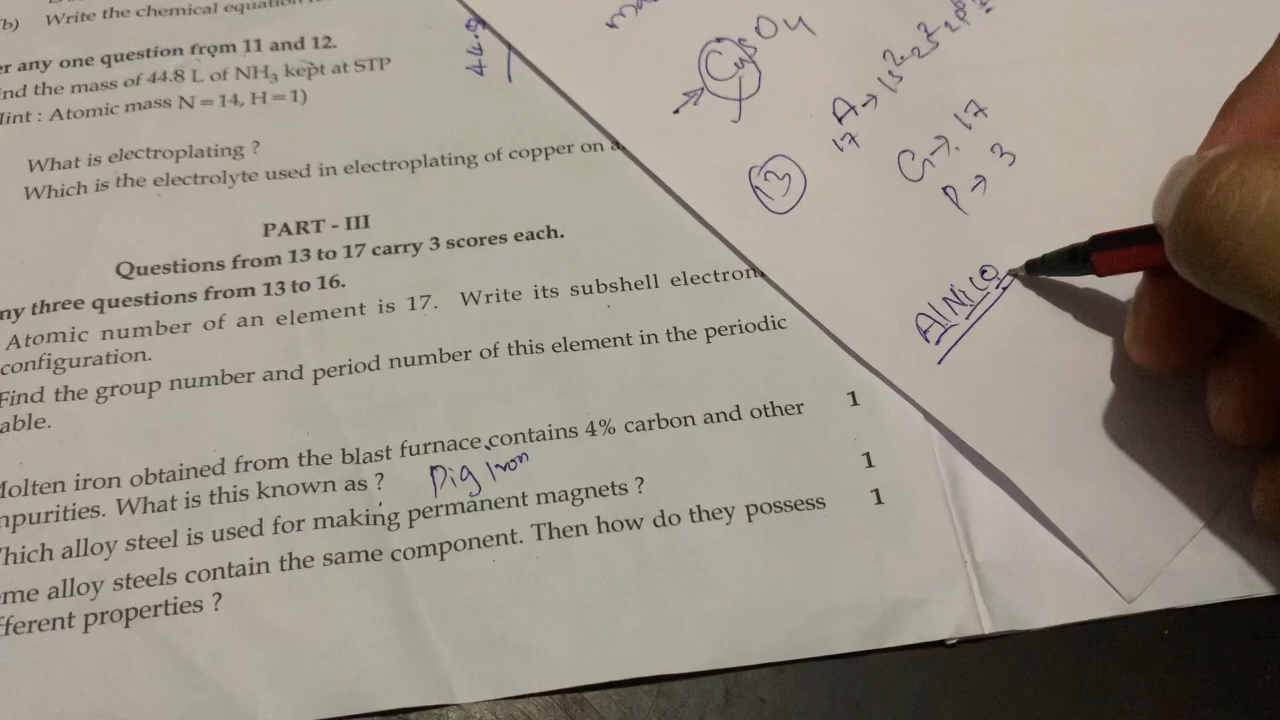 b) Write the chemical equation
er any one question from 11 and 12.
nd the mass of 44.8 L of NH3 kept at STP
Hint : Atomic mass N = 14, H = 1)
What is electroplating ?
Which is the electrolyte used in electroplating of copper on a
PART - III
Questions from 13 to 17 carry 3 scores each.
ny three questions from 13 to 16.
Atomic number of an element is 17. Write its subshell electron
configuration.
Find the group number and period number of this element in the periodic
able.
Molten iron obtained from the blast furnace contains 4% carbon and other 1
mpurities. What is this known as ? Pig Iron
hich alloy steel is used for making permanent magnets ? 1
me alloy steels contain the same component. Then how do they possess 1
fferent properties ?
44.8
CuSO4
17 A → 1s2 2s2 2p6
13
G → 17
P → 3
AlNiCo